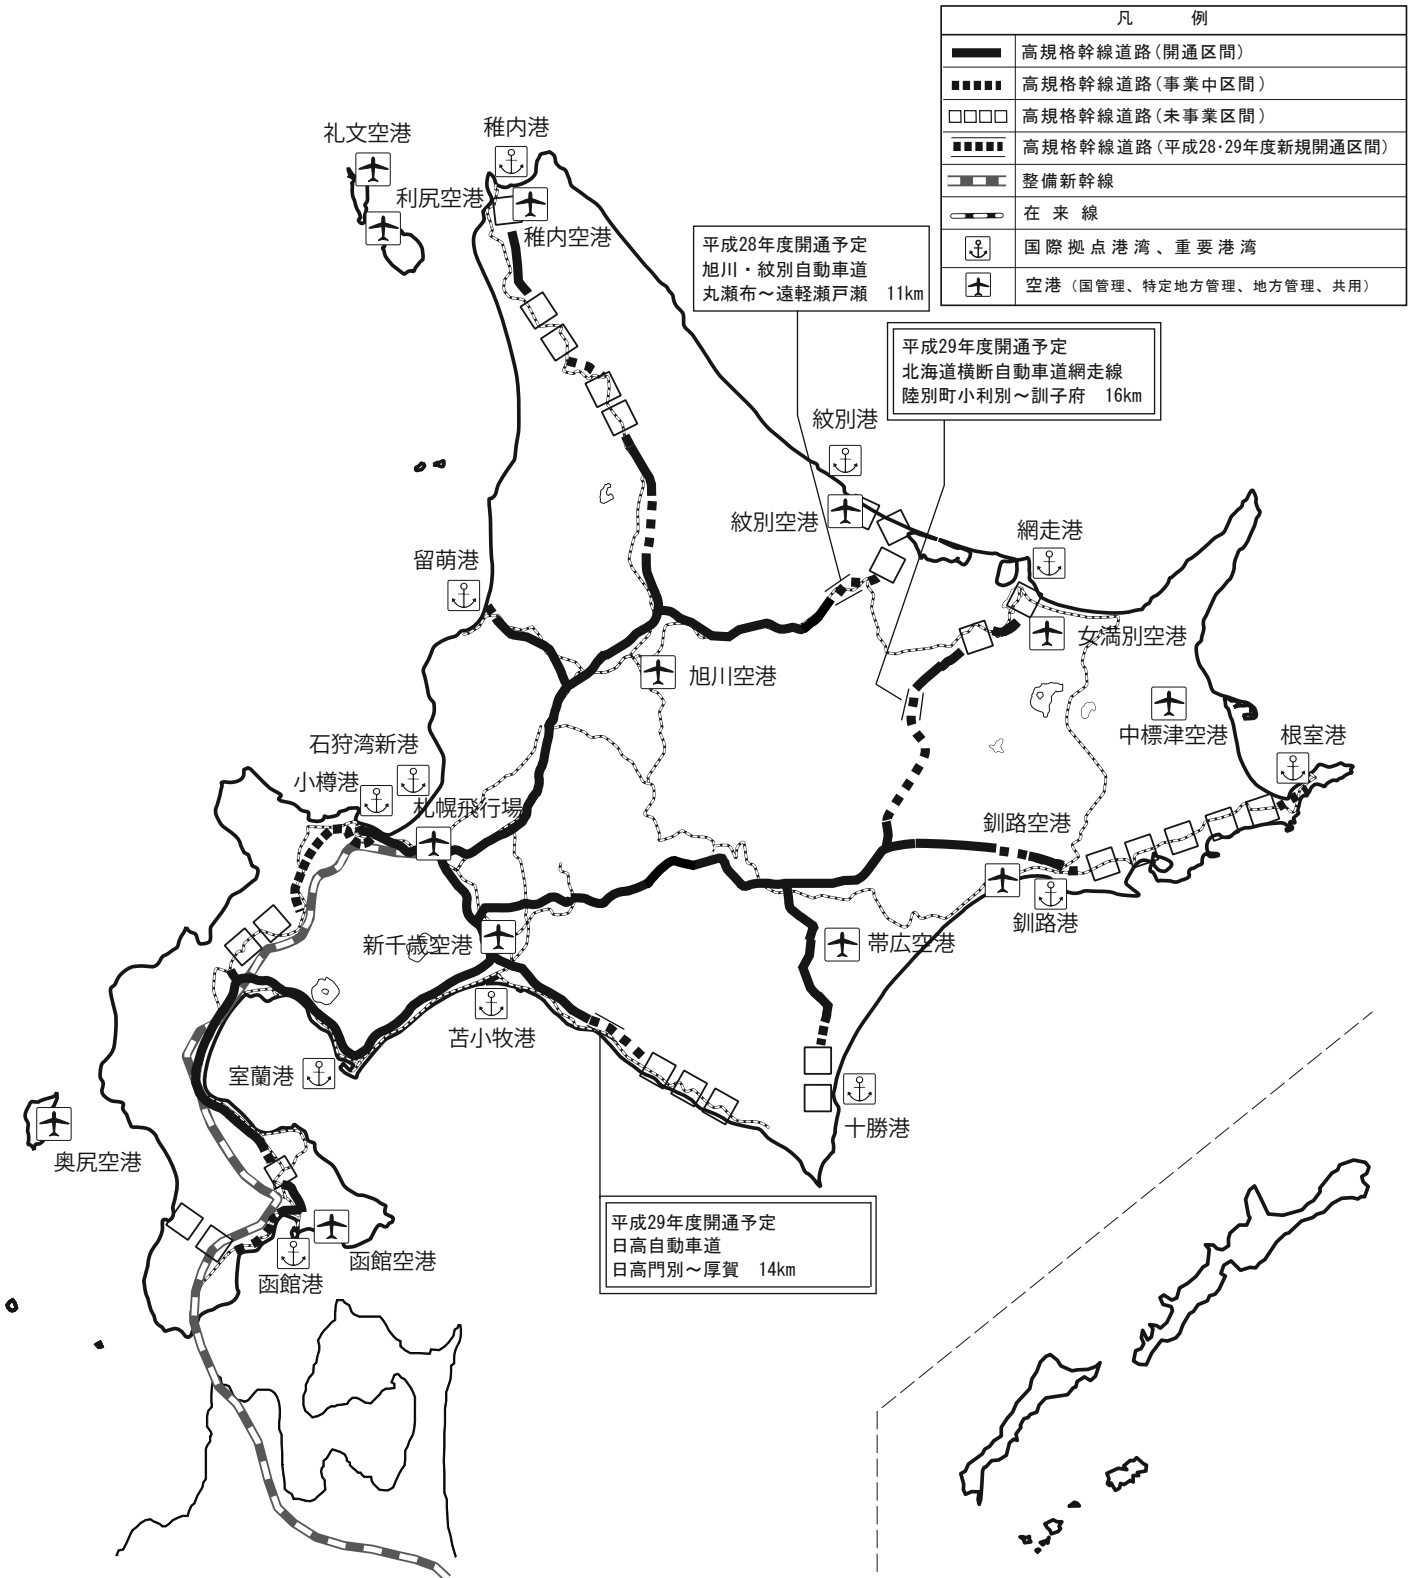 凡　例
高規格幹線道路(開通区間)
高規格幹線道路(事業中区間)
高規格幹線道路(未事業区間)
高規格幹線道路(平成28･29年度新規開通区間)
整備新幹線
在来線
国際拠点港湾、重要港湾
空港（国管理、特定地方管理、地方管理、共用）
稚内港
礼文空港
利尻空港
稚内空港
平成28年度開通予定
旭川・紋別自動車道
丸瀬布～遠軽瀬戸瀬　11km
平成29年度開通予定
北海道横断自動車道網走線
陸別町小利別～訓子府　16km
紋別港
紋別空港
網走港
留萌港
女満別空港
旭川空港
中標津空港
根室港
石狩湾新港
小樽港
札幌飛行場
釧路空港
釧路港
新千歳空港
帯広空港
苫小牧港
室蘭港
十勝港
奥尻空港
平成29年度開通予定
日高自動車道
日高門別～厚賀　14km
函館空港
函館港